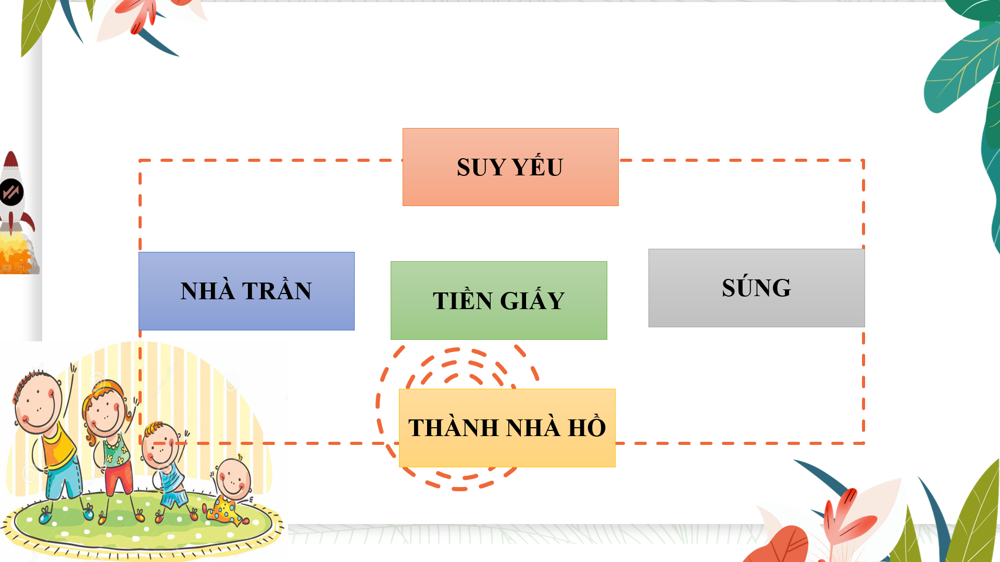 SUY YẾU
NHÀ TRẦN
TIỀN GIẤY
SÚNG
THÀNH NHÀ HỒ